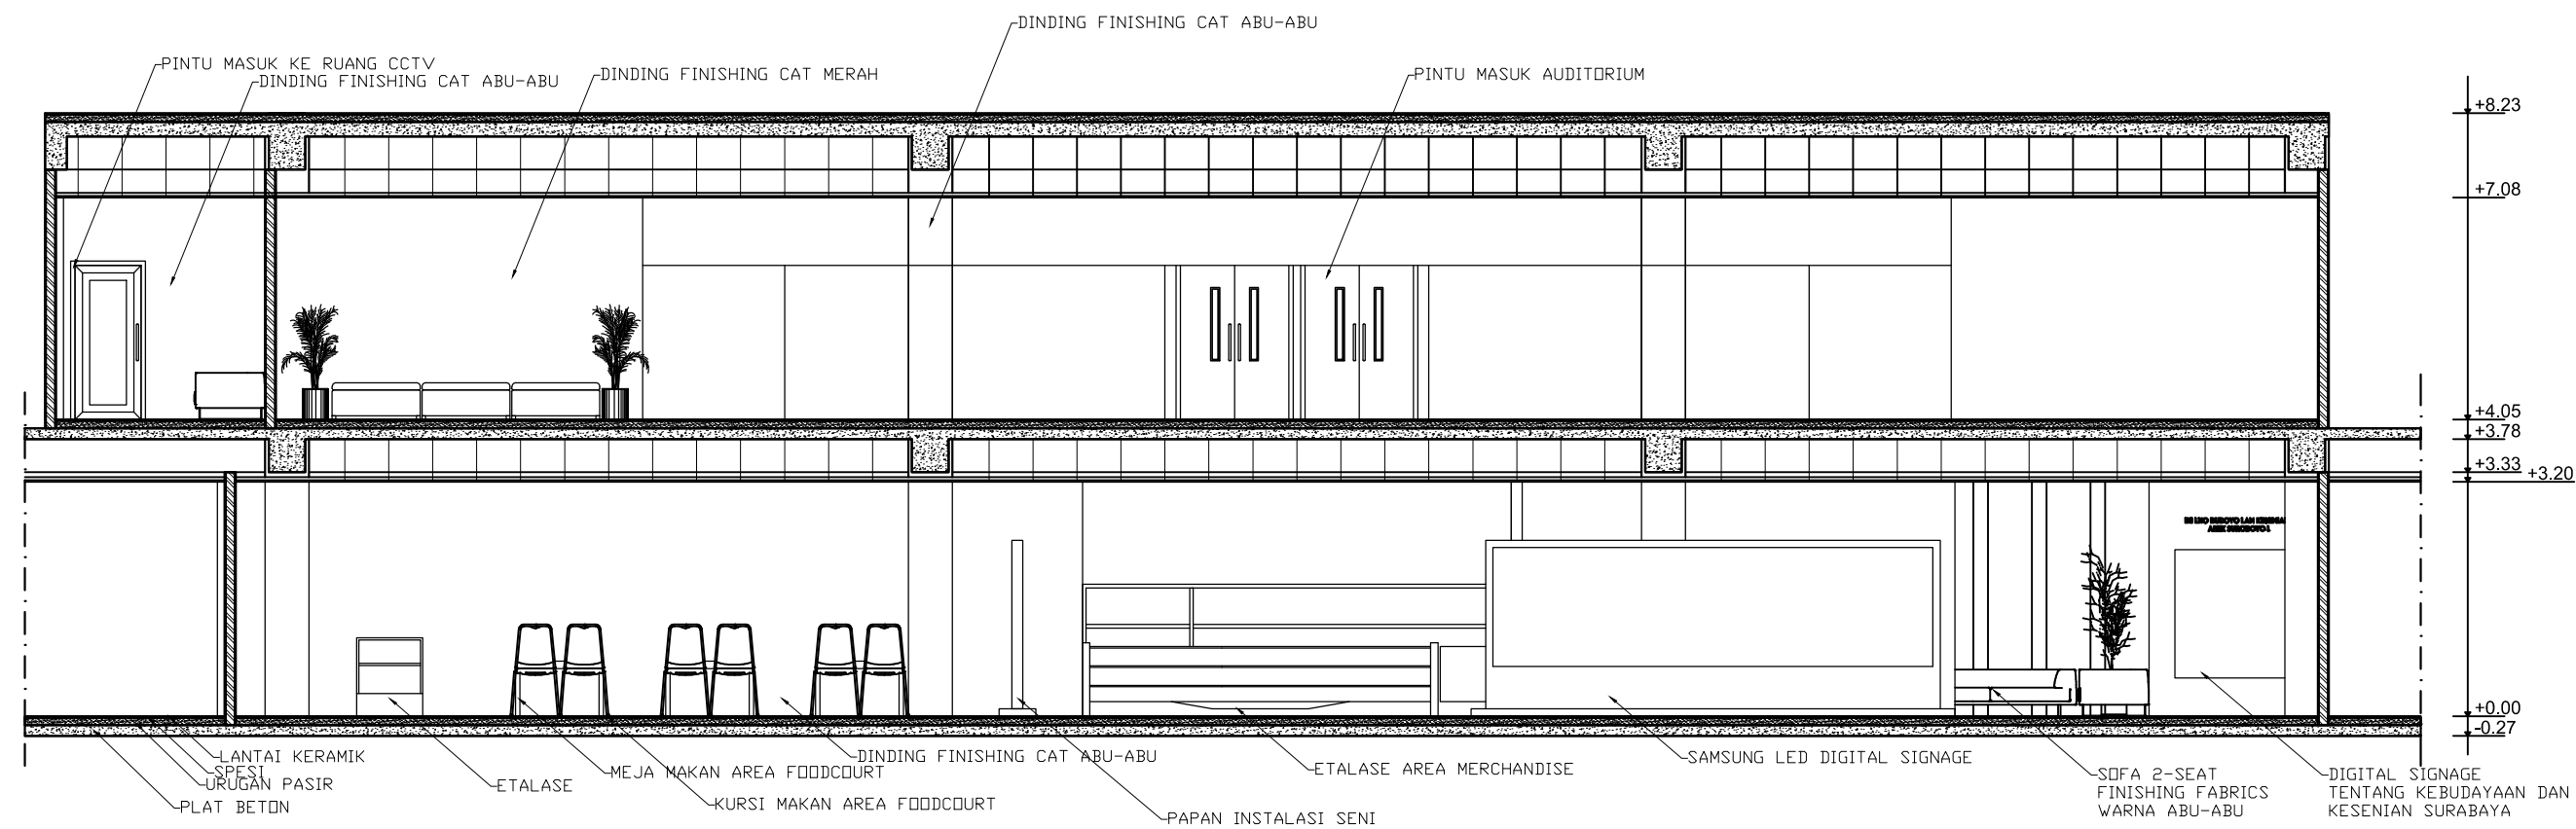 DINDING FINISHING CAT ABU-ABU
PINTU MASUK KE RUANG CCTV
DINDING FINISHING CAT ABU-ABU
DINDING FINISHING CAT MERAH
PINTU MASUK AUDITORIUM
+8.23
+7.08
+4.05
+3.78
+3.33
+3.20
+0.00
-0.27
LANTAI KERAMIK
SPESI
URUGAN PASIR
PLAT BETON
ETALASE
MEJA MAKAN AREA FOODCOURT
KURSI MAKAN AREA FOODCOURT
DINDING FINISHING CAT ABU-ABU
PAPAN INSTALASI SENI
ETALASE AREA MERCHANDISE
SAMSUNG LED DIGITAL SIGNAGE
SOFA 2-SEAT
FINISHING FABRICS
WARNA ABU-ABU
DIGITAL SIGNAGE
TENTANG KEBUDAYAAN DAN
KESENIAN SURABAYA